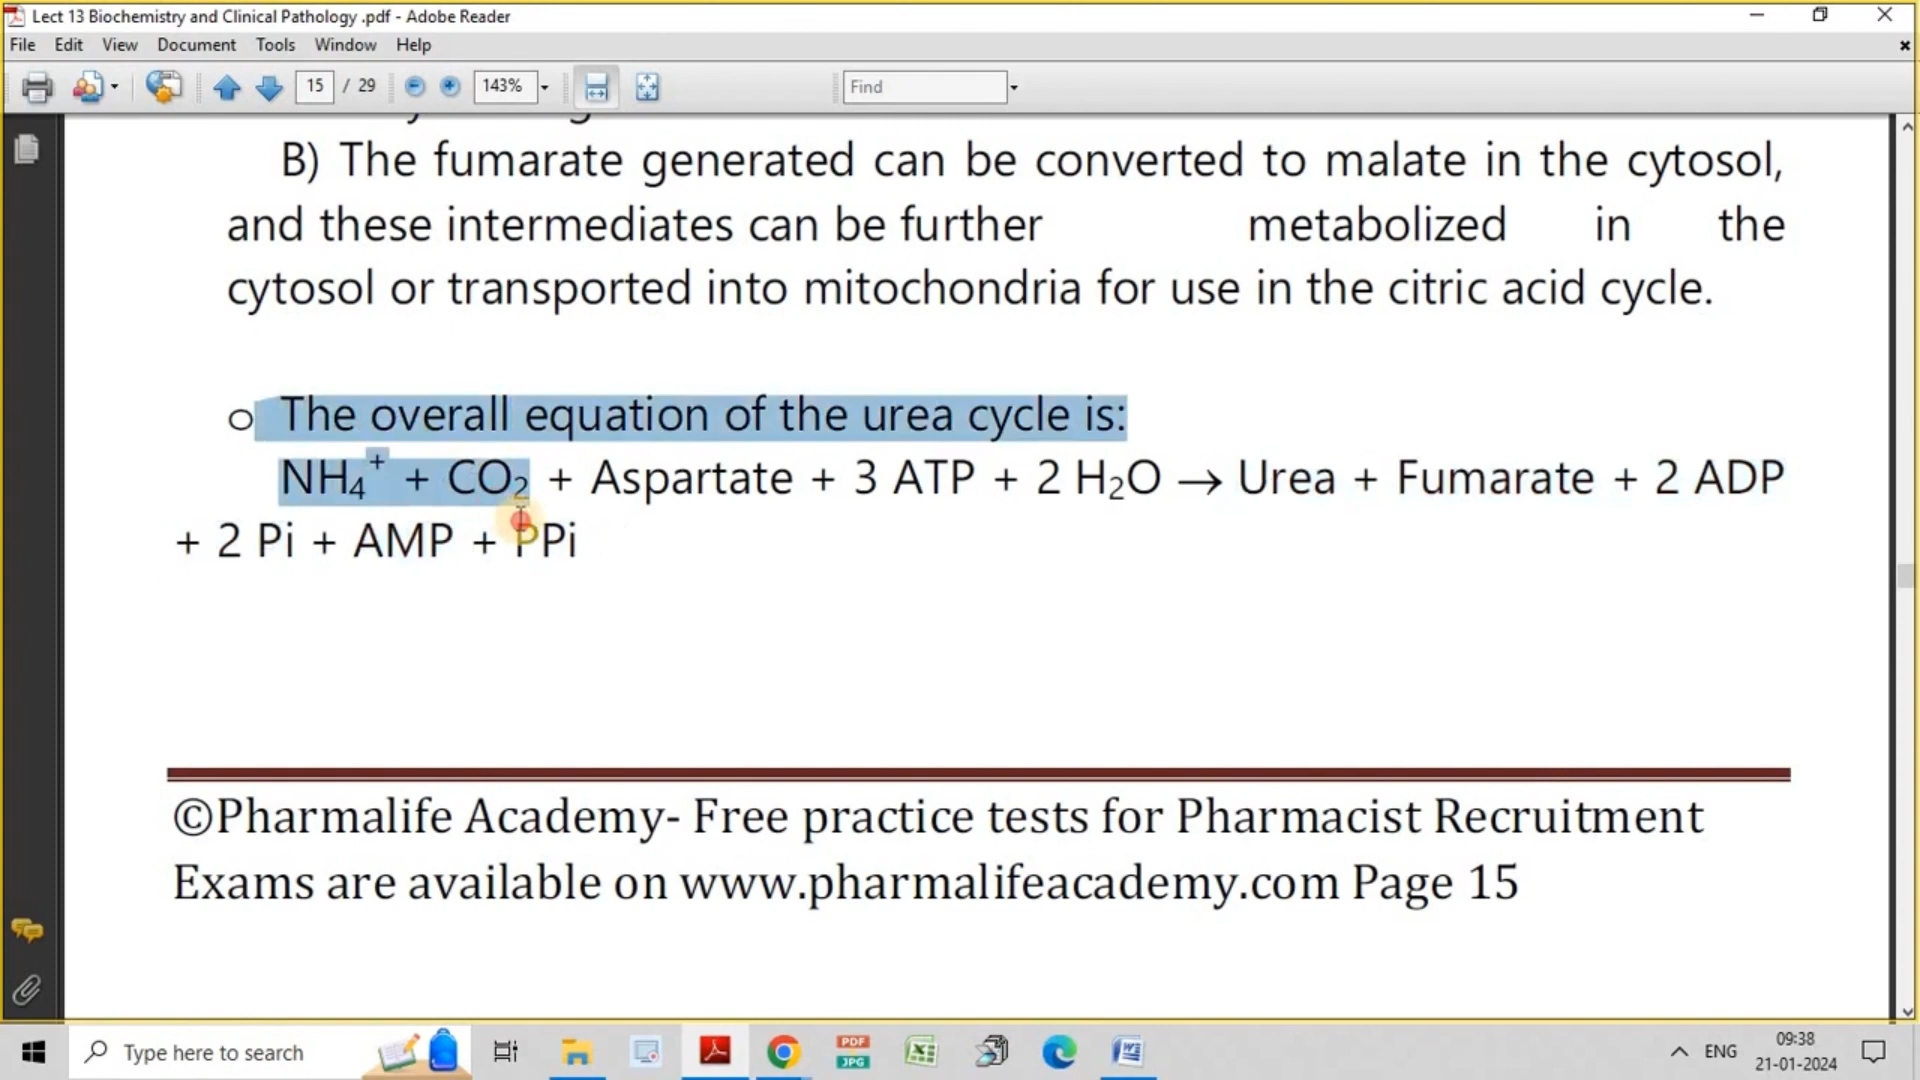 Lect 13 Biochemistry and Clinical Pathology .pdf - Adobe Reader
File Edit View Document Tools Window Help
15 / 29 143% Find
B) The fumarate generated can be converted to malate in the cytosol,
and these intermediates can be further metabolized in the
cytosol or transported into mitochondria for use in the citric acid cycle.
o The overall equation of the urea cycle is:
NH₄⁺ + CO₂ + Aspartate + 3 ATP + 2 H₂O → Urea + Fumarate + 2 ADP
+ 2 Pi + AMP + PPi
©Pharmalife Academy- Free practice tests for Pharmacist Recruitment
Exams are available on www.pharmalifeacademy.com Page 15
Type here to search
PDF
JPG
ENG
09:38
21-01-2024